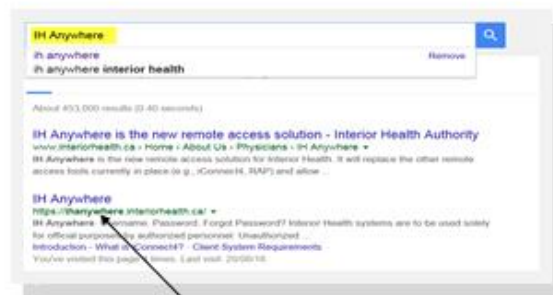 IH Anywhere
ih anywhere Remove
ih anywhere interior health
About 453,000 results (0.40 seconds)
IH Anywhere is the new remote access solution - Interior Health Authority
www.interiorhealth.ca › Home › About Us › Physicians › IH Anywhere
IH Anywhere is the new remote access solution for Interior Health. It will replace the other remote
access tools currently in place (e.g., iConnect4, RAP) and allow ...
IH Anywhere
https://ihanywhere.interiorhealth.ca/
IH Anywhere. Username. Password. Forgot Password? Interior Health systems are to be used solely
for official purposes by authorized personnel. Unauthorized ...
Introduction - What is iConnect4? - Client System Requirements
You've visited this page times. Last visit: 20/08/18